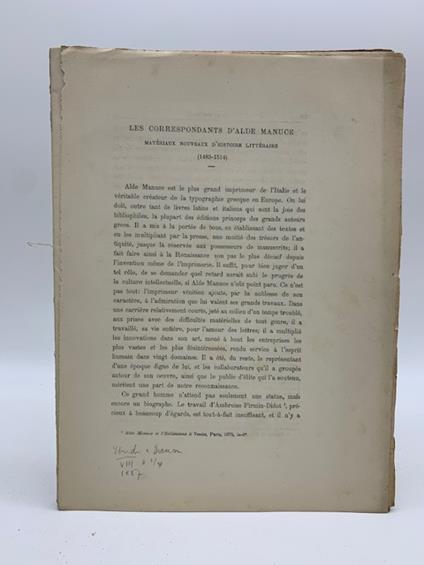 LES CORRESPONDANTS D'ALDE MANUCE
MATÉRIAUX NOUVEAUX D'HISTOIRE LITTÉRAIRE
(1483-1514)
Alde Manuce est le plus grand imprimeur de l'Italie et le
véritable créateur de la typographie grecque en Europe. On lui
doit, outre tant de livres latins et italiens qui sont la joie des
bibliophiles, la plupart des éditions princeps des grands auteurs
grecs. Il a mis à la portée de tous, en établissant des textes et
en les multipliant par la presse, une moitié des trésors de l'an-
tiquité, jusque là réservée aux possesseurs de manuscrits; il a
fait faire ainsi à la Renaissance non pas le plus décisif depuis
l'invention même de l'imprimerie. Il suffit, pour bien juger d'un
tel rôle, de se demander quel retard aurait subi le progrès de
la culture intellectuelle, si Alde Manuce n'eût point paru. Ce n'est
pas tout: l'imprimeur vénitien ajoute, par la noblesse de son
caractère, à l'admiration que lui valent ses grands travaux. Dans
une carrière relativement courte, jeté au milieu d'un temps troublé,
aux prises avec des difficultés matérielles de tout genre, il a
travaillé, sa vie entière, pour l'amour des lettres; il a multiplié
les innovations dans son art, mené à bout les entreprises les
plus vastes et les plus désintéressées, rendu service à l'esprit
humain dans vingt domaines. Il a été, du reste, le représentant
d'une époque digne de lui, et les collaborateurs qu'il a groupés
autour de son oeuvre, ainsi que le public d'élite qui l'a soutenu,
méritent une part de notre reconnaissance.
Ce grand homme n'attend pas seulement une statue, mais
encore un biographe. Le travail d'Ambroise Firmin-Didot ¹, pré-
cieux à beaucoup d'égards, est tout-à-fait insuffisant, et il n'y a
¹ Alde Manuce et l'Hellénisme à Venise, Paris, 1875, in-8°.
VIII
1887